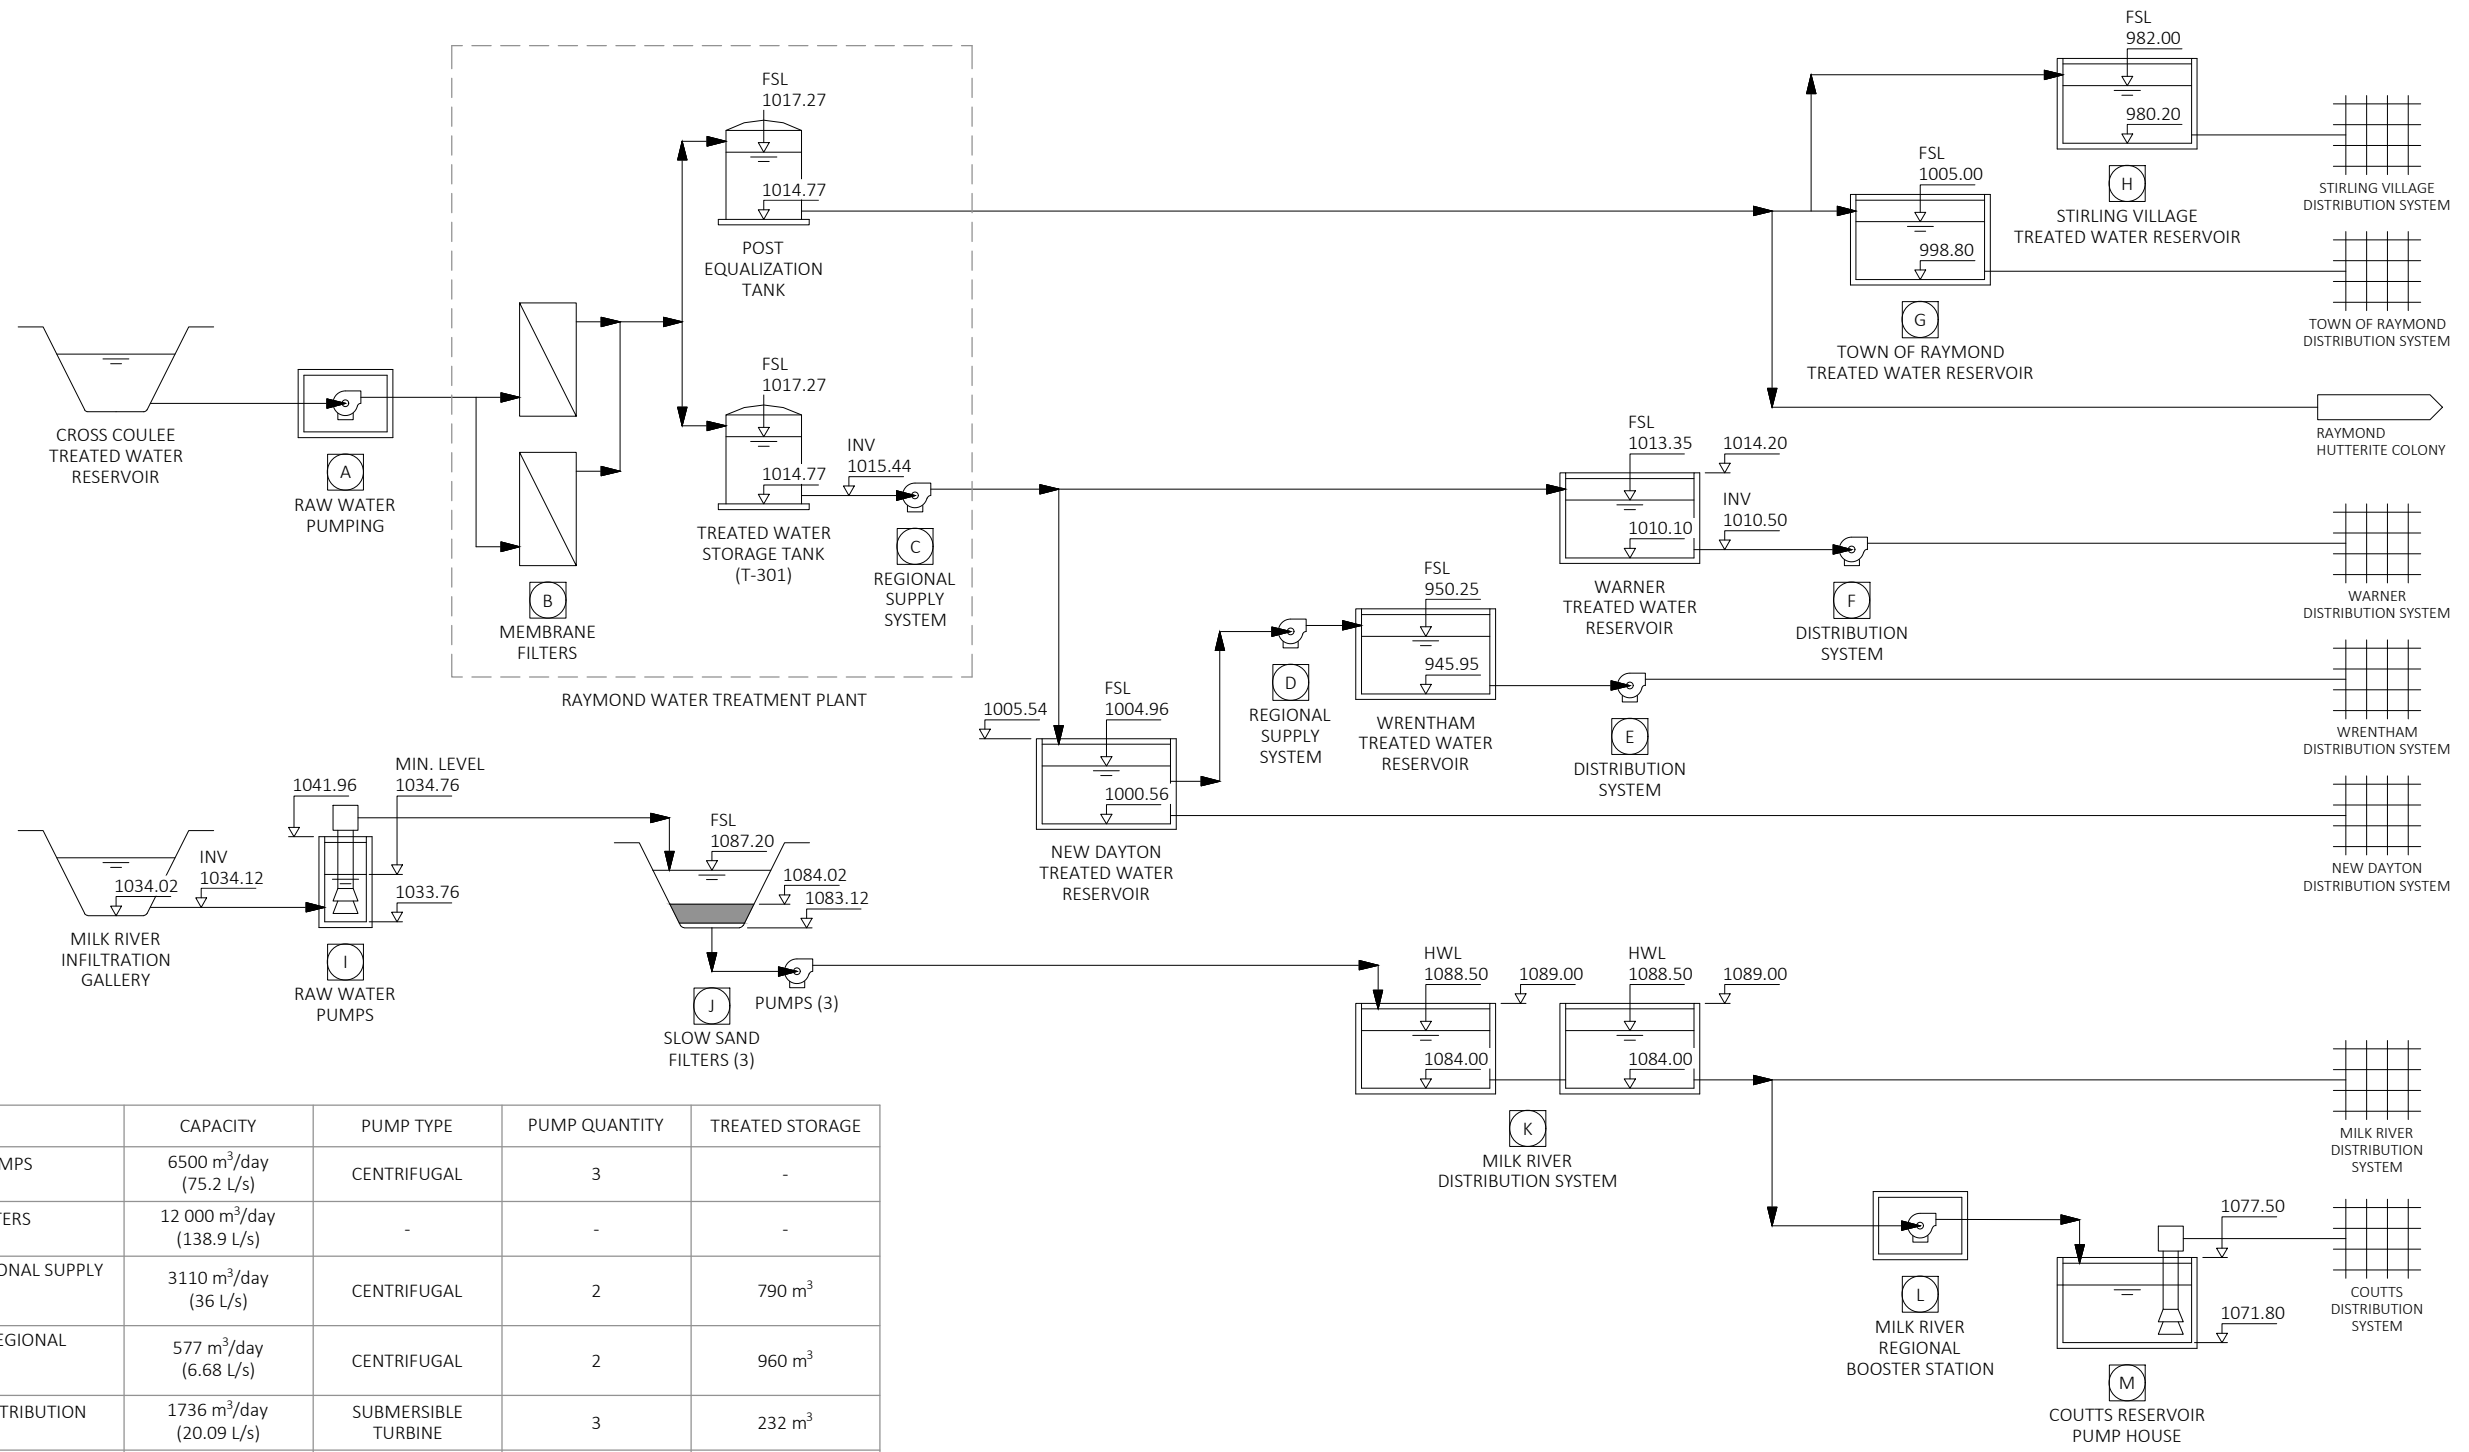 FSL
982.00
980.20
H
STIRLING VILLAGE
TREATED WATER RESERVOIR
STIRLING VILLAGE
DISTRIBUTION SYSTEM
FSL
1005.00
998.80
G
TOWN OF RAYMOND
TREATED WATER RESERVOIR
TOWN OF RAYMOND
DISTRIBUTION SYSTEM
RAYMOND
HUTTERITE COLONY
FSL
1017.27
1014.77
POST
EQUALIZATION
TANK
CROSS COULEE
TREATED WATER
RESERVOIR
A
RAW WATER
PUMPING
B
MEMBRANE
FILTERS
FSL
1017.27
1014.77
TREATED WATER
STORAGE TANK
(T-301)
INV
1015.44
C
REGIONAL
SUPPLY
SYSTEM
RAYMOND WATER TREATMENT PLANT
FSL
1013.35
1014.20
1010.10
INV
1010.50
WARNER
TREATED WATER
RESERVOIR
F
DISTRIBUTION
SYSTEM
WARNER
DISTRIBUTION SYSTEM
D
REGIONAL
SUPPLY
SYSTEM
FSL
950.25
945.95
WRENTHAM
TREATED WATER
RESERVOIR
E
DISTRIBUTION
SYSTEM
WRENTHAM
DISTRIBUTION SYSTEM
1005.54
FSL
1004.96
1000.56
NEW DAYTON
TREATED WATER
RESERVOIR
NEW DAYTON
DISTRIBUTION SYSTEM
1034.02
INV
1034.12
MILK RIVER
INFILTRATION
GALLERY
1041.96
MIN. LEVEL
1034.76
1033.76
I
RAW WATER
PUMPS
FSL
1087.20
1084.02
1083.12
J
SLOW SAND
FILTERS (3)
PUMPS (3)
HWL
1088.50
1089.00
1084.00
HWL
1088.50
1089.00
1084.00
K
MILK RIVER
DISTRIBUTION SYSTEM
MILK RIVER
DISTRIBUTION
SYSTEM
L
MILK RIVER
REGIONAL
BOOSTER STATION
1077.50
1071.80
M
COUTTS RESERVOIR
PUMP HOUSE
COUTTS
DISTRIBUTION
SYSTEM
CAPACITY PUMP TYPE PUMP QUANTITY TREATED STORAGE
MPS 6500 m³/day
(75.2 L/s) CENTRIFUGAL 3 -
TERS 12 000 m³/day
(138.9 L/s) - - -
ONAL SUPPLY 3110 m³/day
(36 L/s) CENTRIFUGAL 2 790 m³
EGIONAL 577 m³/day
(6.68 L/s) CENTRIFUGAL 2 960 m³
TRIBUTION 1736 m³/day
(20.09 L/s) SUBMERSIBLE
TURBINE 3 232 m³